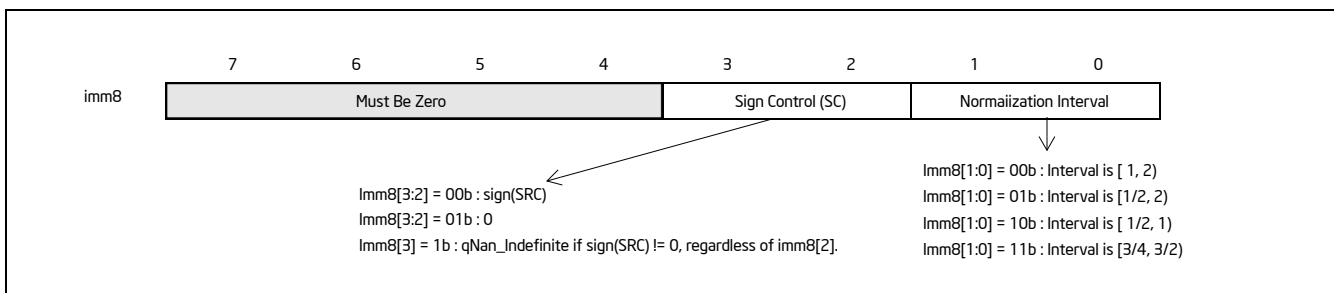 7 6 5 4 3 2 1 0
imm8 Must Be Zero Sign Control (SC) Normaiization Interval
Imm8[3:2] = 00b : sign(SRC)
Imm8[3:2] = 01b : 0
Imm8[3] = 1b : qNan_Indefinite if sign(SRC) != 0, regardless of imm8[2].
Imm8[1:0] = 00b : Interval is [ 1, 2)
Imm8[1:0] = 01b : Interval is [1/2, 2)
Imm8[1:0] = 10b : Interval is [ 1/2, 1)
Imm8[1:0] = 11b : Interval is [3/4, 3/2)